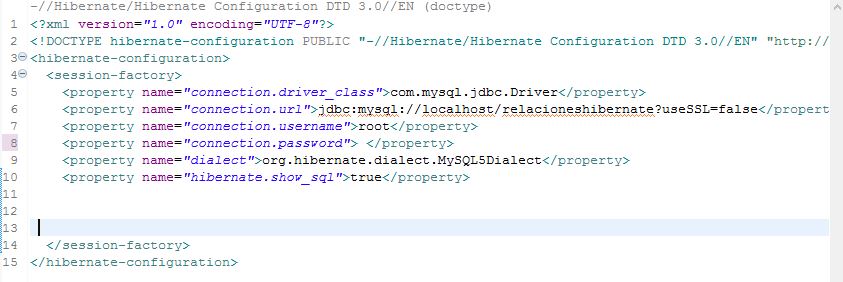 -//Hibernate/Hibernate Configuration DTD 3.0//EN (doctype)
1 <?xml version="1.0" encoding="UTF-8"?>
2 <!DOCTYPE hibernate-configuration PUBLIC "-//Hibernate/Hibernate Configuration DTD 3.0//EN" "http://
3 <hibernate-configuration>
4 <session-factory>
5 <property name="connection.driver_class">com.mysql.jdbc.Driver</property>
6 <property name="connection.url">jdbc:mysql://localhost/relacioneshibernate?useSSL=false</propert
7 <property name="connection.username">root</property>
8 <property name="connection.password"> </property>
9 <property name="dialect">org.hibernate.dialect.MySQL5Dialect</property>
10 <property name="hibernate.show_sql">true</property>
11
12
13
14 </session-factory>
15 </hibernate-configuration>